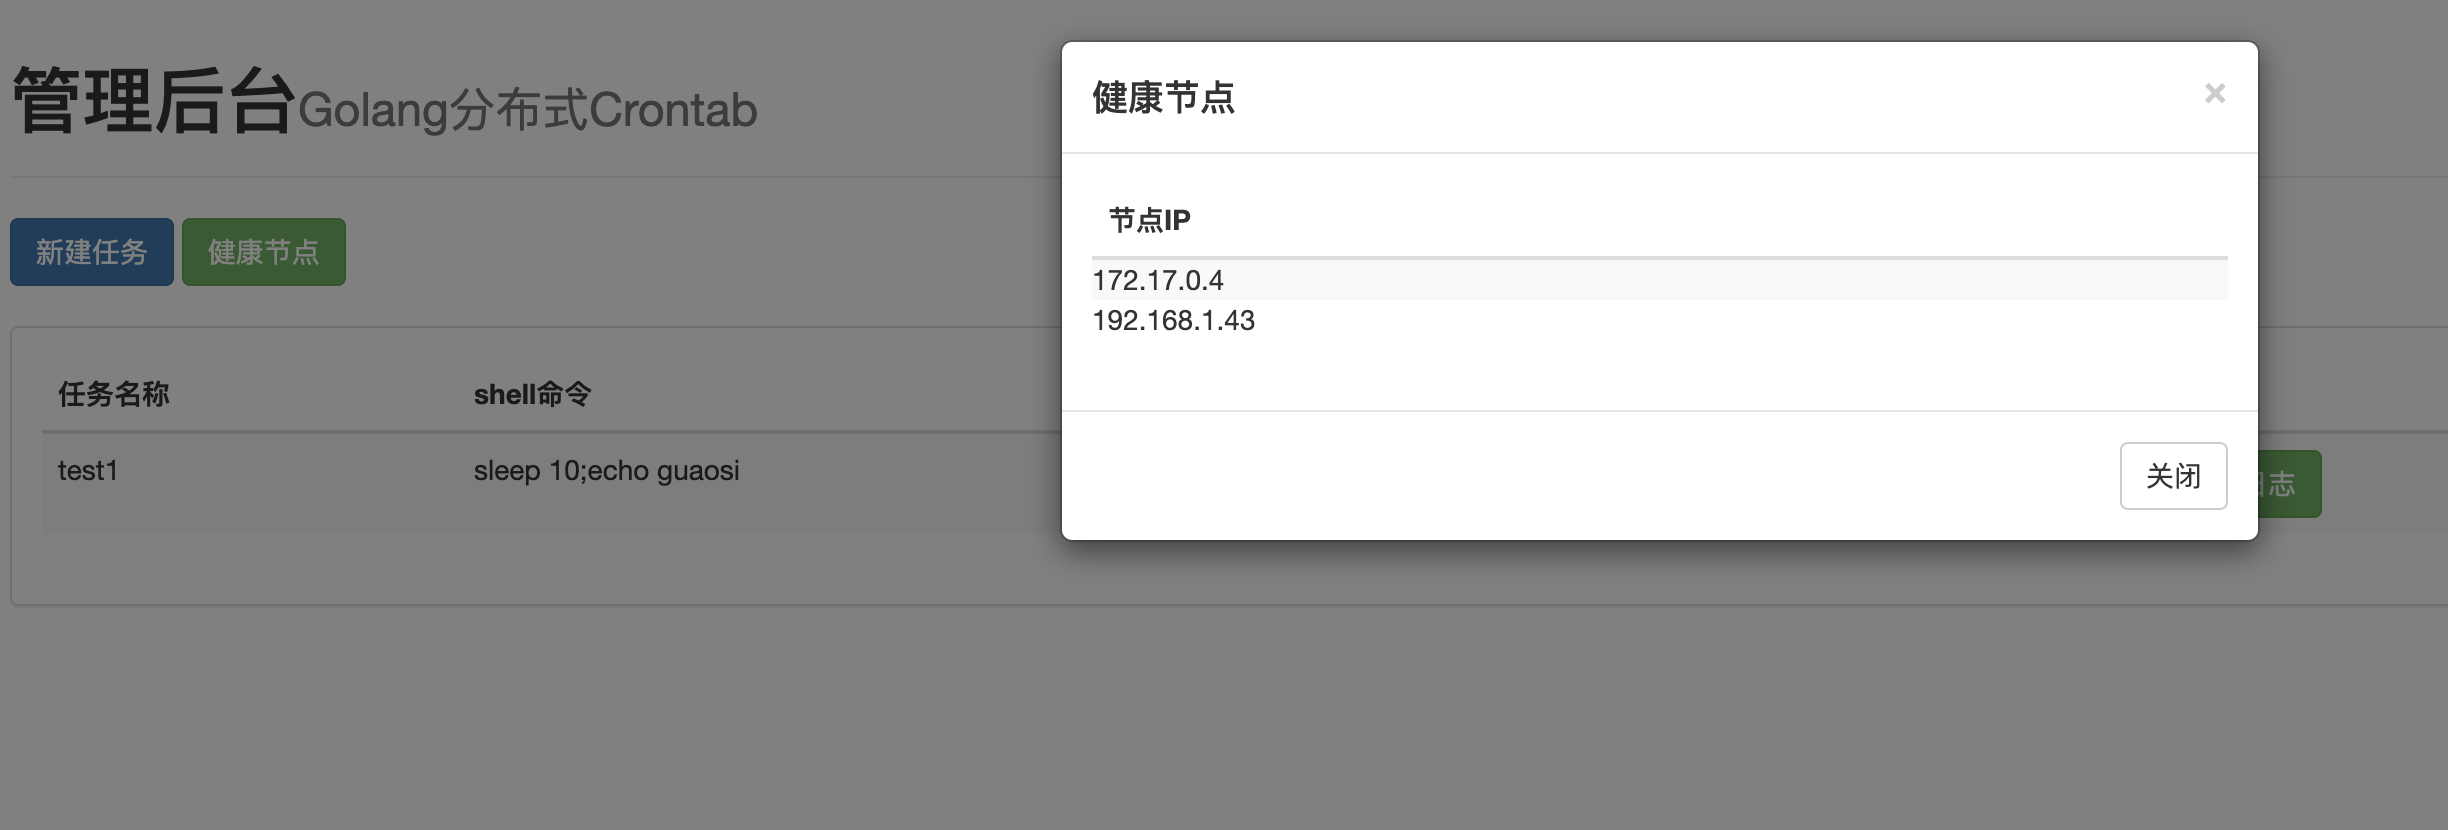 管理后台Golang分布式Crontab
新建任务 健康节点
任务名称 shell命令
test1 sleep 10;echo guaosi
志
健康节点 ×
节点IP
172.17.0.4
192.168.1.43
关闭